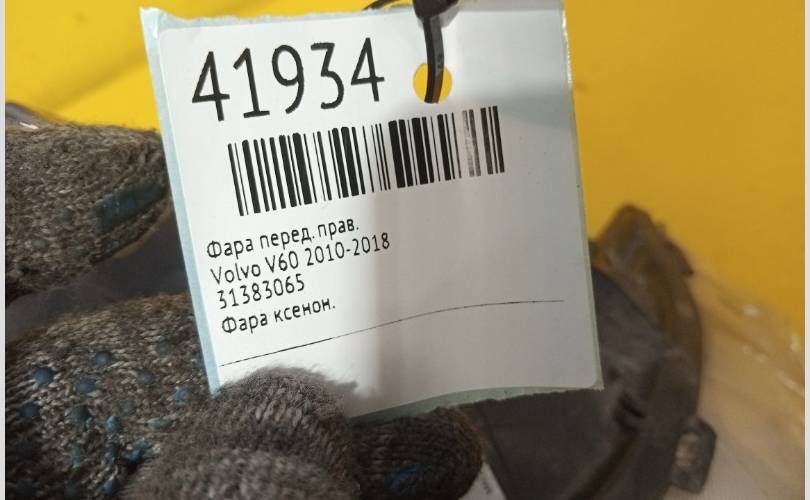 41934
Фара перед. прав.
Volvo V60 2010-2018
31383065
Фара ксенон.